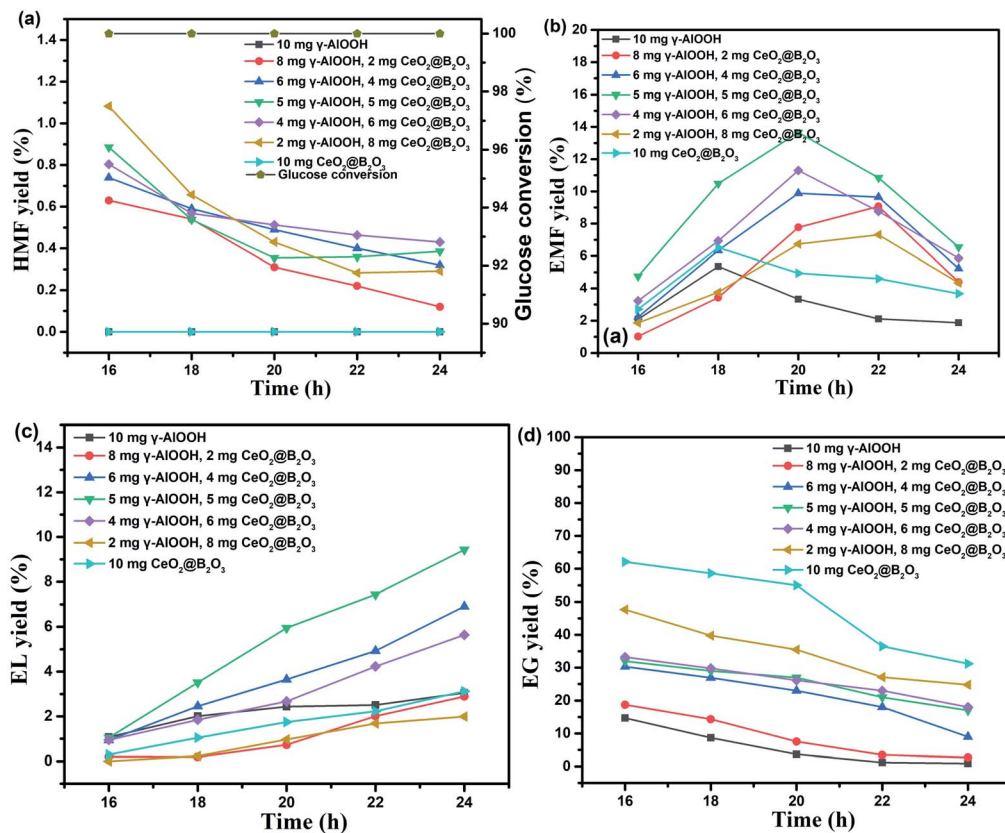 (a)
1.4
1.2
1.0
0.8
0.6
0.4
0.2
0.0
HMF yield (%)
10 mg γ-AlOOH
8 mg γ-AlOOH, 2 mg CeO₂@B₂O₃
6 mg γ-AlOOH, 4 mg CeO₂@B₂O₃
5 mg γ-AlOOH, 5 mg CeO₂@B₂O₃
4 mg γ-AlOOH, 6 mg CeO₂@B₂O₃
2 mg γ-AlOOH, 8 mg CeO₂@B₂O₃
10 mg CeO₂@B₂O₃
Glucose conversion
100
98
96
94
92
90
Glucose conversion (%)
16 18 20 22 24
Time (h)
(b)
20
18
16
14
12
10
8
6
4
2
0
EMF yield (%)
10 mg γ-AlOOH
8 mg γ-AlOOH, 2 mg CeO₂@B₂O₃
6 mg γ-AlOOH, 4 mg CeO₂@B₂O₃
5 mg γ-AlOOH, 5 mg CeO₂@B₂O₃
4 mg γ-AlOOH, 6 mg CeO₂@B₂O₃
2 mg γ-AlOOH, 8 mg CeO₂@B₂O₃
10 mg CeO₂@B₂O₃
(a)
16 18 20 22 24
Time (h)
(c)
14
12
10
8
6
4
2
0
EL yield (%)
10 mg γ-AlOOH
8 mg γ-AlOOH, 2 mg CeO₂@B₂O₃
6 mg γ-AlOOH, 4 mg CeO₂@B₂O₃
5 mg γ-AlOOH, 5 mg CeO₂@B₂O₃
4 mg γ-AlOOH, 6 mg CeO₂@B₂O₃
2 mg γ-AlOOH, 8 mg CeO₂@B₂O₃
10 mg CeO₂@B₂O₃
16 18 20 22 24
Time (h)
(d)
100
90
80
70
60
50
40
30
20
10
0
EG yield (%)
10 mg γ-AlOOH
8 mg γ-AlOOH, 2 mg CeO₂@B₂O₃
6 mg γ-AlOOH, 4 mg CeO₂@B₂O₃
5 mg γ-AlOOH, 5 mg CeO₂@B₂O₃
4 mg γ-AlOOH, 6 mg CeO₂@B₂O₃
2 mg γ-AlOOH, 8 mg CeO₂@B₂O₃
10 mg CeO₂@B₂O₃
16 18 20 22 24
Time (h)